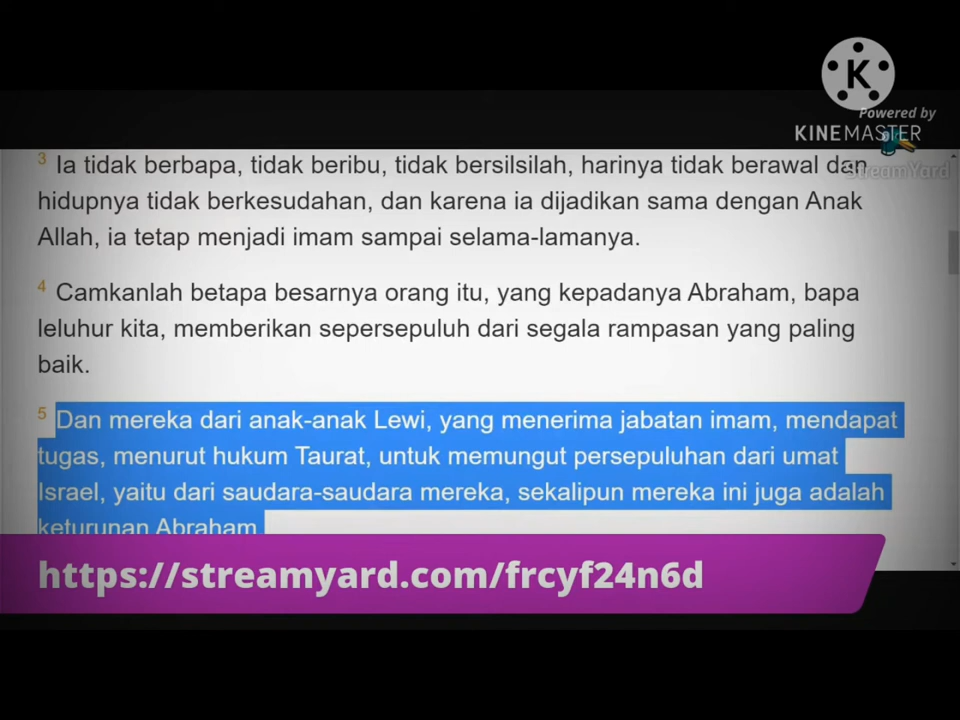 K
Powered by
KINEMASTER
StreamYard
3 Ia tidak berbapa, tidak beribu, tidak bersilsilah, harinya tidak berawal dan
hidupnya tidak berkesudahan, dan karena ia dijadikan sama dengan Anak
Allah, ia tetap menjadi imam sampai selama-lamanya.
4 Camkanlah betapa besarnya orang itu, yang kepadanya Abraham, bapa
leluhur kita, memberikan sepersepuluh dari segala rampasan yang paling
baik.
5 Dan mereka dari anak-anak Lewi, yang menerima jabatan imam, mendapat
tugas, menurut hukum Taurat, untuk memungut persepuluhan dari umat
Israel, yaitu dari saudara-saudara mereka, sekalipun mereka ini juga adalah
keturunan Abraham
https://streamyard.com/frcyf24n6d